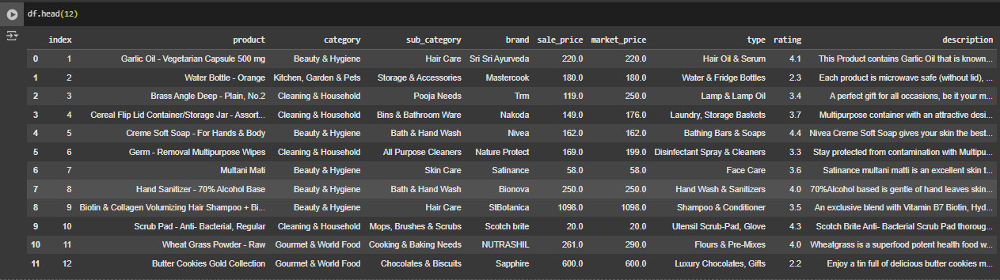 df.head(12)
index product category sub_category brand sale_price market_price type rating description
0 1 Garlic Oil - Vegetarian Capsule 500 mg Beauty & Hygiene Hair Care Sri Sri Ayurveda 220.0 220.0 Hair Oil & Serum 4.1 This Product contains Garlic Oil that is known...
1 2 Water Bottle - Orange Kitchen, Garden & Pets Storage & Accessories Mastercook 180.0 180.0 Water & Fridge Bottles 2.3 Each product is microwave safe (without lid), ...
2 3 Brass Angle Deep - Plain, No.2 Cleaning & Household Pooja Needs Trm 119.0 250.0 Lamp & Lamp Oil 3.4 A perfect gift for all occasions, be it your m...
3 4 Cereal Flip Lid Container/Storage Jar - Assort... Cleaning & Household Bins & Bathroom Ware Nakoda 149.0 176.0 Laundry, Storage Baskets 3.7 Multipurpose container with an attractive desi...
4 5 Creme Soft Soap - For Hands & Body Beauty & Hygiene Bath & Hand Wash Nivea 162.0 162.0 Bathing Bars & Soaps 4.4 Nivea Creme Soft Soap gives your skin the best...
5 6 Germ - Removal Multipurpose Wipes Cleaning & Household All Purpose Cleaners Nature Protect 169.0 199.0 Disinfectant Spray & Cleaners 3.3 Stay protected from contamination with Multipu...
6 7 Multani Mati Beauty & Hygiene Skin Care Satinance 58.0 58.0 Face Care 3.6 Satinance multani matti is an excellent skin t...
7 8 Hand Sanitizer - 70% Alcohol Base Beauty & Hygiene Bath & Hand Wash Bionova 250.0 250.0 Hand Wash & Sanitizers 4.0 70%Alcohol based is gentle of hand leaves skin...
8 9 Biotin & Collagen Volumizing Hair Shampoo + Bi... Beauty & Hygiene Hair Care StBotanica 1098.0 1098.0 Shampoo & Conditioner 3.5 An exclusive blend with Vitamin B7 Biotin, Hyd...
9 10 Scrub Pad - Anti- Bacterial, Regular Cleaning & Household Mops, Brushes & Scrubs Scotch brite 20.0 20.0 Utensil Scrub-Pad, Glove 4.3 Scotch Brite Anti- Bacterial Scrub Pad thoroug...
10 11 Wheat Grass Powder - Raw Gourmet & World Food Cooking & Baking Needs NUTRASHIL 261.0 290.0 Flours & Pre-Mixes 4.0 Wheatgrass is a superfood potent health food w...
11 12 Butter Cookies Gold Collection Gourmet & World Food Chocolates & Biscuits Sapphire 600.0 600.0 Luxury Chocolates, Gifts 2.2 Enjoy a tin full of delicious butter cookies m...